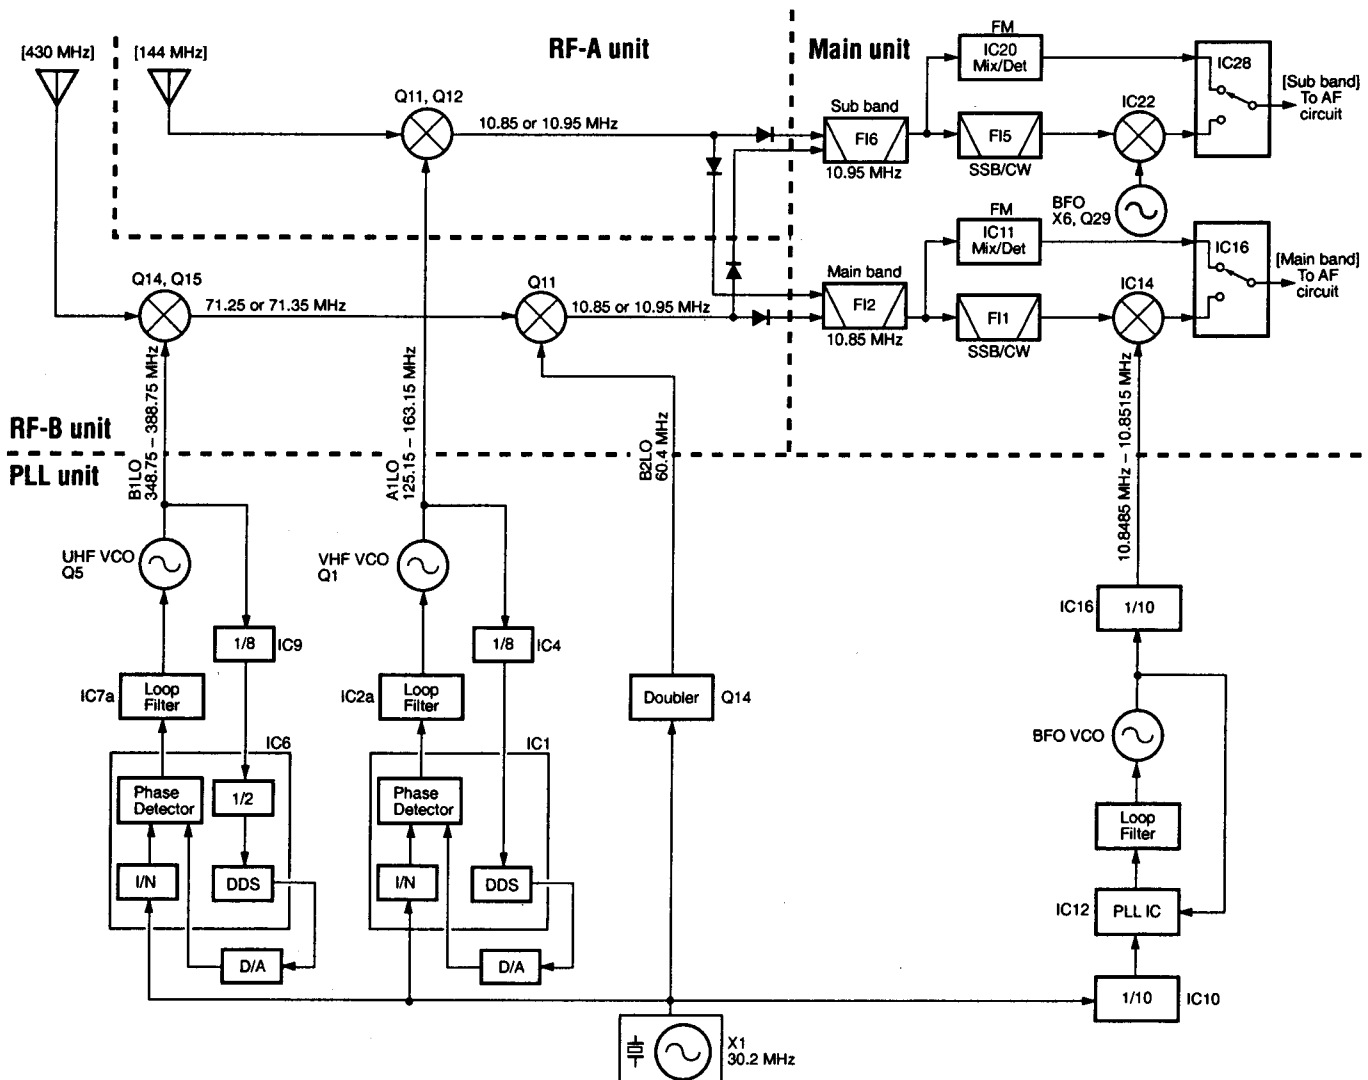 [430 MHz]
[144 MHz]
RF-A unit
Main unit
Q11, Q12
10.85 or 10.95 MHz
FM
IC20
Mix/Det
IC28
[Sub band]
To AF
circuit
Sub band
FI6
10.95 MHz
FI5
SSB/CW
IC22
BFO
X6, Q29
FM
IC11
Mix/Det
IC16
[Main band]
To AF
circuit
Q14, Q15
71.25 or 71.35 MHz
Q11
10.85 or 10.95 MHz
Main band
FI2
10.85 MHz
FI1
SSB/CW
IC14
RF-B unit
PLL unit
B1LO
348.75 – 388.75 MHz
A1LO
125.15 – 163.15 MHz
B2LO
60.4 MHz
10.8485 MHz – 10.8515 MHz
UHF VCO
Q5
VHF VCO
Q1
1/8
IC9
1/8
IC4
IC16
1/10
IC7a
Loop
Filter
IC2a
Loop
Filter
Doubler
Q14
BFO VCO
IC6
Phase
Detector
1/2
IC1
Phase
Detector
Loop
Filter
I/N
DDS
I/N
DDS
IC12
PLL IC
D/A
D/A
1/10
IC10
X1
30.2 MHz